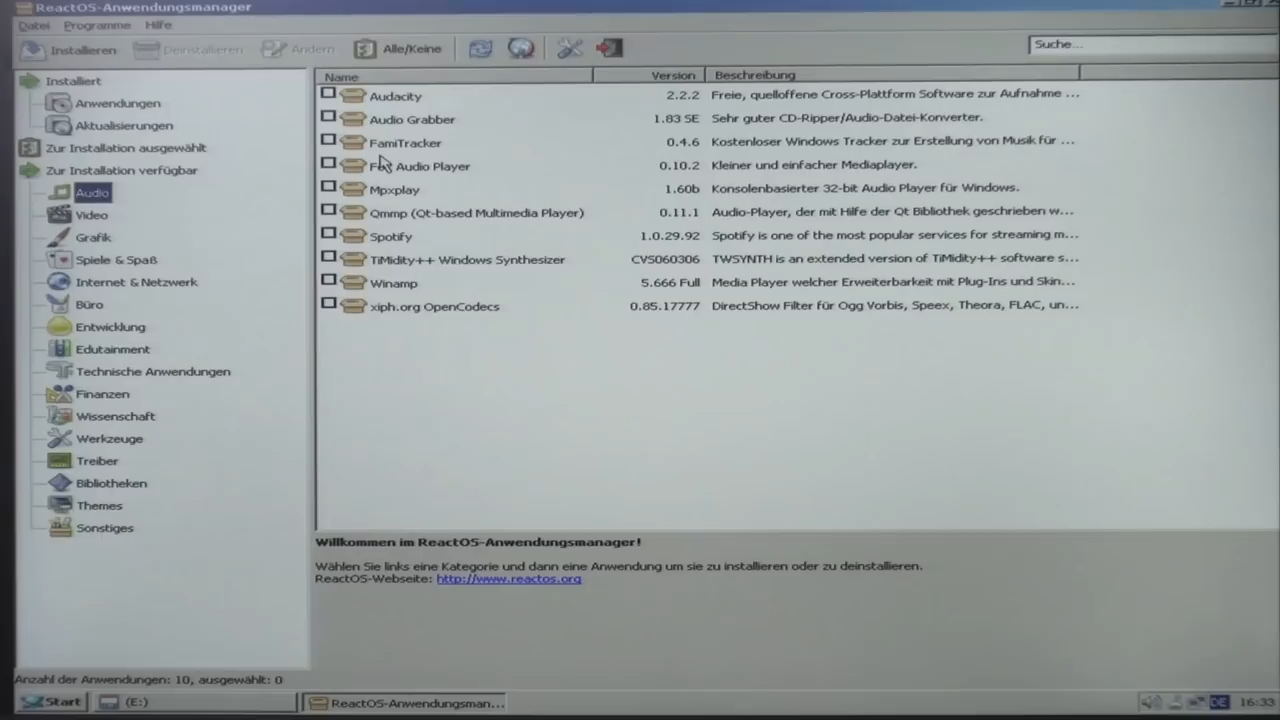 ReactOS-Anwendungsmanager
Datei Programme Hilfe
Installieren Deinstallieren Ändern Alle/Keine Suche...
Installiert
Anwendungen
Aktualisierungen
Zur Installation ausgewählt
Zur Installation verfügbar
Audio
Video
Grafik
Spiele & Spaß
Internet & Netzwerk
Büro
Entwicklung
Edutainment
Technische Anwendungen
Finanzen
Wissenschaft
Werkzeuge
Treiber
Bibliotheken
Themes
Sonstiges
Name Version Beschreibung
Audacity 2.2.2 Freie, quelloffene Cross-Plattform Software zur Aufnahme ...
Audio Grabber 1.83 SE Sehr guter CD-Ripper/Audio-Datei-Konverter.
FamiTracker 0.4.6 Kostenloser Windows Tracker zur Erstellung von Musik für ...
Audio Player 0.10.2 Kleiner und einfacher Mediaplayer.
Mpxplay 1.60b Konsolenbasierter 32-bit Audio Player für Windows.
Qmmp (Qt-based Multimedia Player) 0.11.1 Audio-Player, der mit Hilfe der Qt Bibliothek geschrieben w...
Spotify 1.0.29.92 Spotify is one of the most popular services for streaming m...
TiMidity++ Windows Synthesizer CVS060306 TWSYNTH is an extended version of TiMidity++ software s...
Winamp 5.666 Full Media Player welcher Erweiterbarkeit mit Plug-Ins und Skin...
xiph.org OpenCodecs 0.85.17777 DirectShow Filter für Ogg Vorbis, Speex, Theora, FLAC, un...
Willkommen im ReactOS-Anwendungsmanager!
Wählen Sie links eine Kategorie und dann eine Anwendung um sie zu installieren oder zu deinstallieren.
ReactOS-Webseite: http://www.reactos.org
Anzahl der Anwendungen: 10, ausgewählt: 0
Start (E:) ReactOS-Anwendungsman... DE 16:33